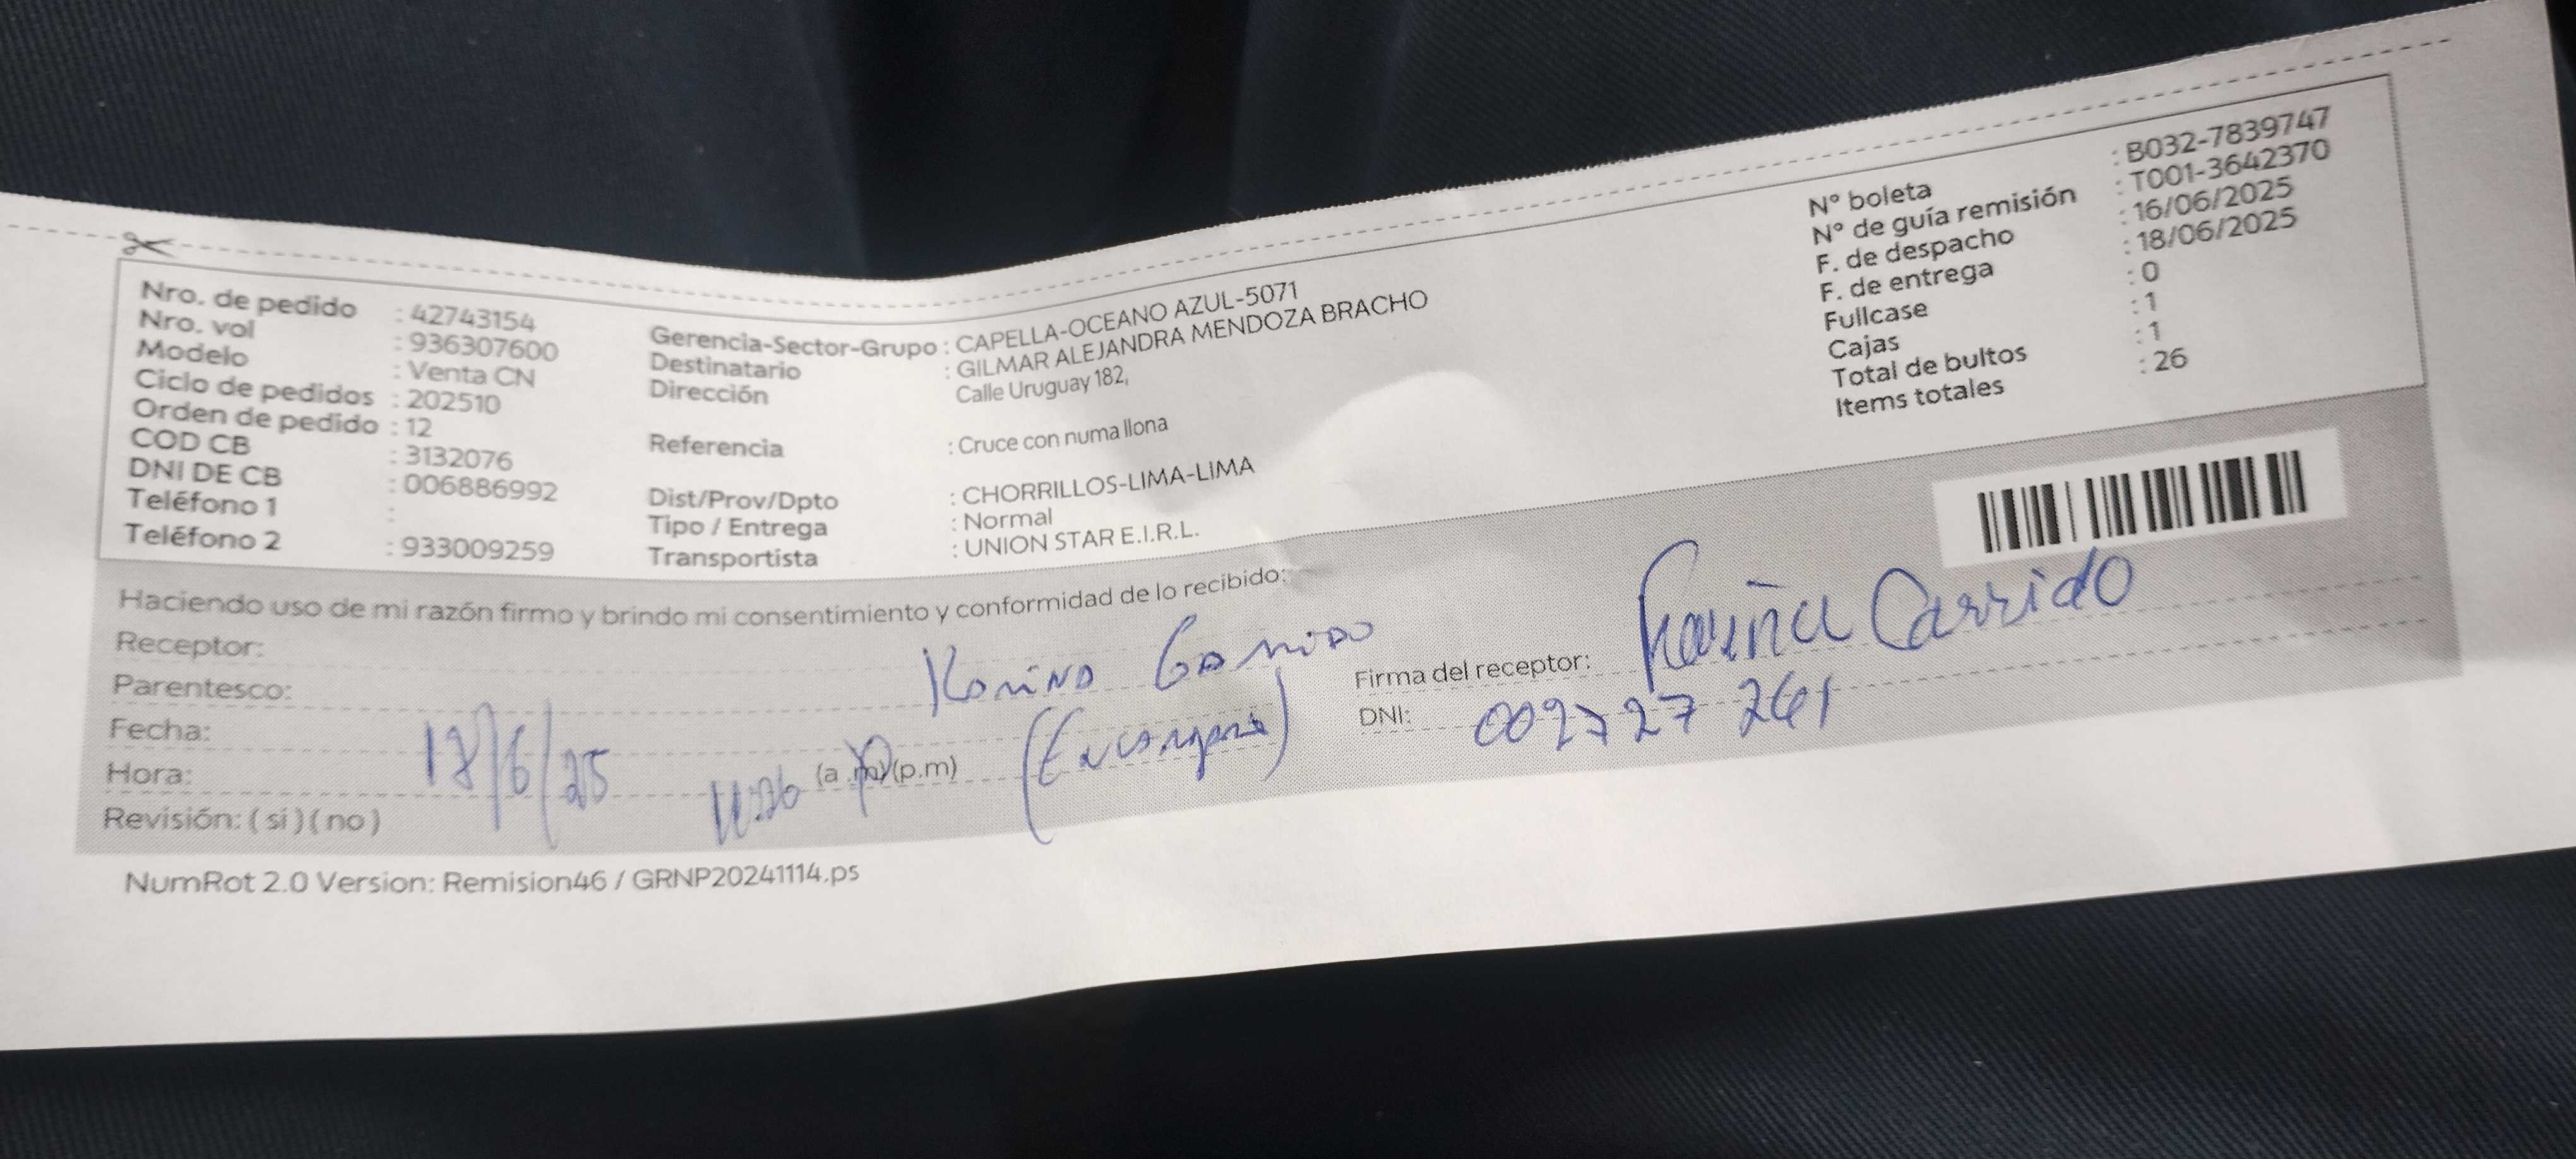 Nro. de pedido : 42743154
Nro. vol : 936307600
Modelo : Venta CN
Ciclo de pedidos : 202510
Orden de pedido : 12
COD CB : 3132076
DNI DE CB : 006886992
Teléfono 1 :
Teléfono 2 : 933009259
Gerencia-Sector-Grupo : CAPELLA-OCEANO AZUL-5071
Destinatario : GILMAR ALEJANDRA MENDOZA BRACHO
Dirección Calle Uruguay 182,
Referencia : Cruce con numa llona
Dist/Prov/Dpto : CHORRILLOS-LIMA-LIMA
Tipo / Entrega : Normal
Transportista : UNION STAR E.I.R.L.
N° boleta : B032-7839747
N° de guía remisión : T001-3642370
F. de despacho : 16/06/2025
F. de entrega : 18/06/2025
Fullcase : 0
Cajas : 1
Total de bultos : 1
Items totales : 26
Haciendo uso de mi razón firmo y brindo mi consentimiento y conformidad de lo recibido:
Receptor: Karina Garrido
Parentesco: (Encargada)
Fecha: 18/6/25
Hora: (a.m) (p.m)
Revisión: ( si ) ( no )
Firma del receptor: Karina Garrido
DNI: 002727261
NumRot 2.0 Version: Remision46 / GRNP20241114.ps